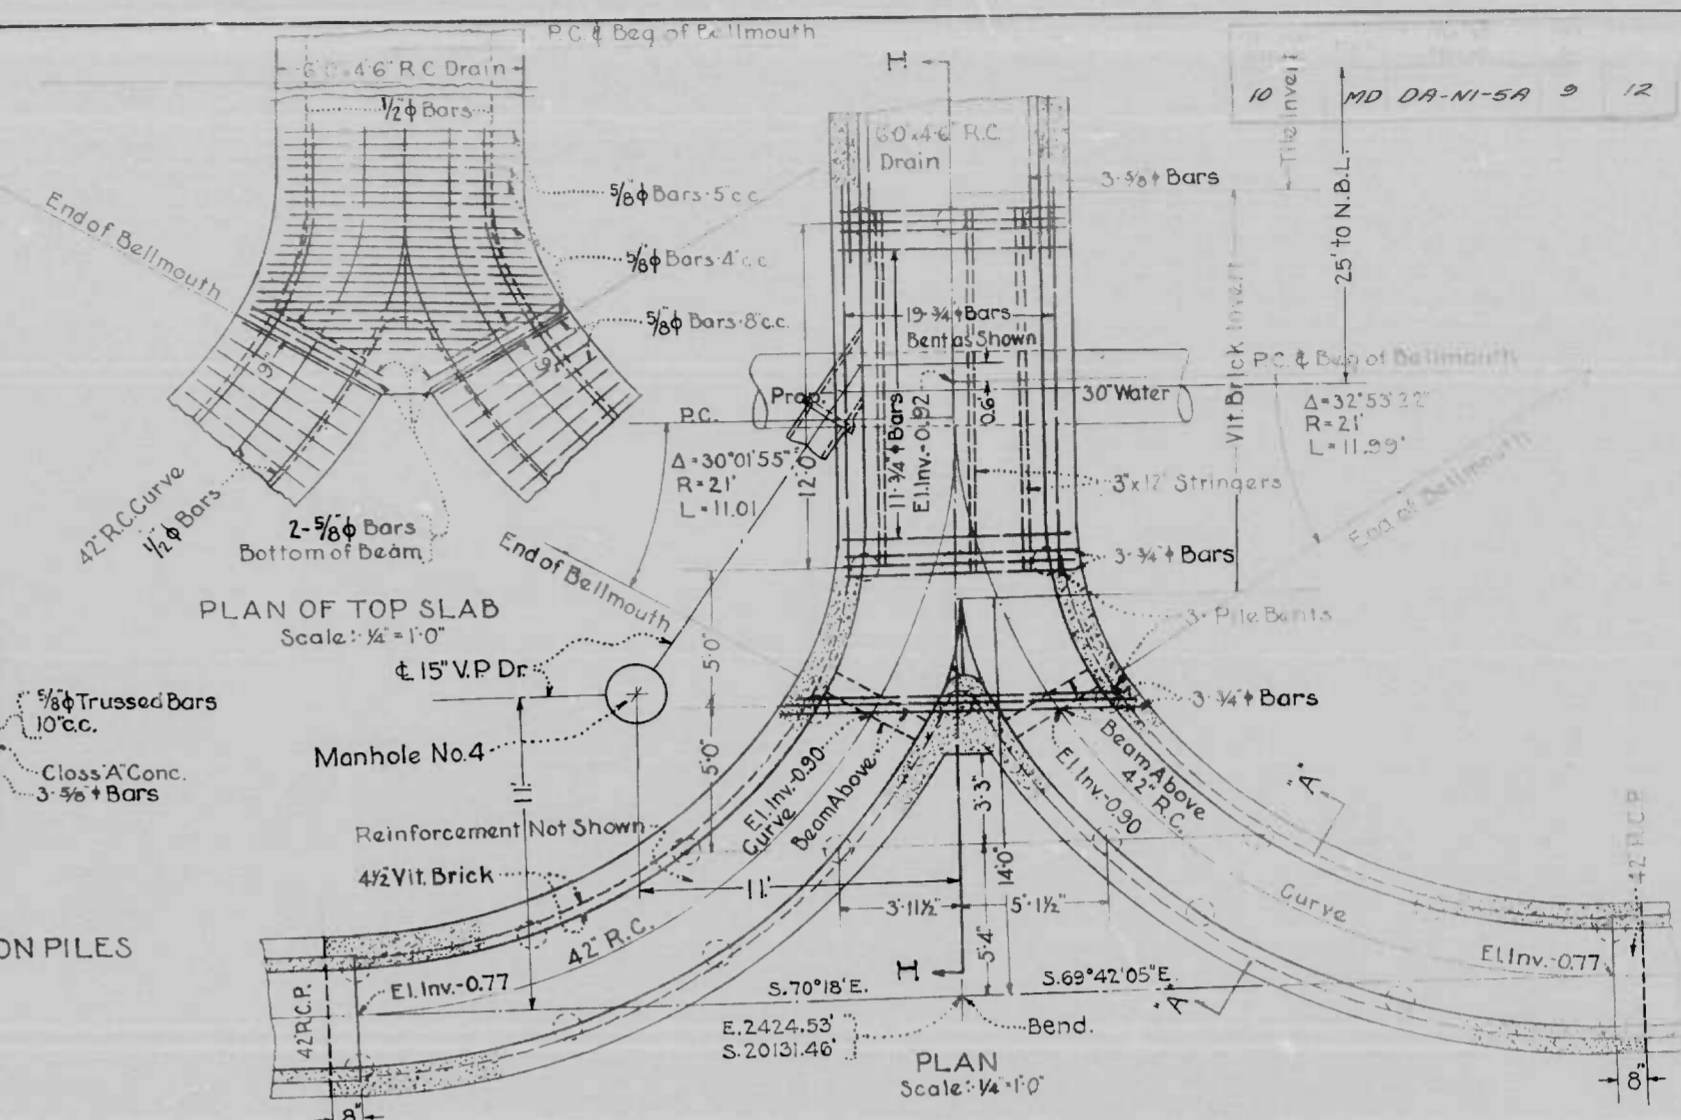 P.C. & Beg of Bellmouth
6'0" x 4'6" R C Drain
1/2"ϕ Bars
5/8"ϕ Bars-5"c c
5/8"ϕ Bars-4"c.c.
5/8"ϕ Bars-8"c.c.
End of Bellmouth
9"
9"
42" R.C. Curve
1/2"ϕ Bars
2-5/8"ϕ Bars
Bottom of Beam
PLAN OF TOP SLAB
Scale: 1/4" = 1'-0"
℄ 15" V.P. Dr.
5/8"ϕ Trussed Bars
10"c.c.
Class "A" Conc.
3-5/8"ϕ Bars
Manhole No.4
11'
Reinforcement Not Shown
4 1/2" Vit. Brick
ON PILES
H
10 MD DA-NI-5A 9 12
Tile invert
6'0" x 4'6" R.C.
Drain
3-5/8"ϕ Bars
25' to N.B.L.
19-3/4"ϕ Bars
Bent as Shown
Prop.
30" Water
P.C.
Δ=30°01'55"
R=21'
L=11.01'
12'-0"
11-3/4"ϕ Bars
El. Inv.-0.92
0.6'
Vit. Brick Invert
P.C. & Beg of Bellmouth
Δ=32°53'22"
R=21'
L=11.99'
3"x12" Stringers
End of Bellmouth
End of Bellmouth
3-3/4"ϕ Bars
3-Pile Bents
5'-0"
5'-0"
3-3/4"ϕ Bars
El. Inv.-0.90
Curve
Beam Above
Beam Above
42" R.C.
El. Inv.-0.90
"A"
3'-3"
14'-0"
11'
3'-11 1/2"
5'-1 1/2"
5'-4"
Curve
42" R.C.P.
42" R.C.
El. Inv.-0.77
El. Inv.-0.77
42" R.C.P.
H
S.70°18'E.
S.69°42'05"E.
"A"
E.2424.53'
S.20131.46'
Bend.
PLAN
Scale: 1/4" = 1'-0"
8"
8"